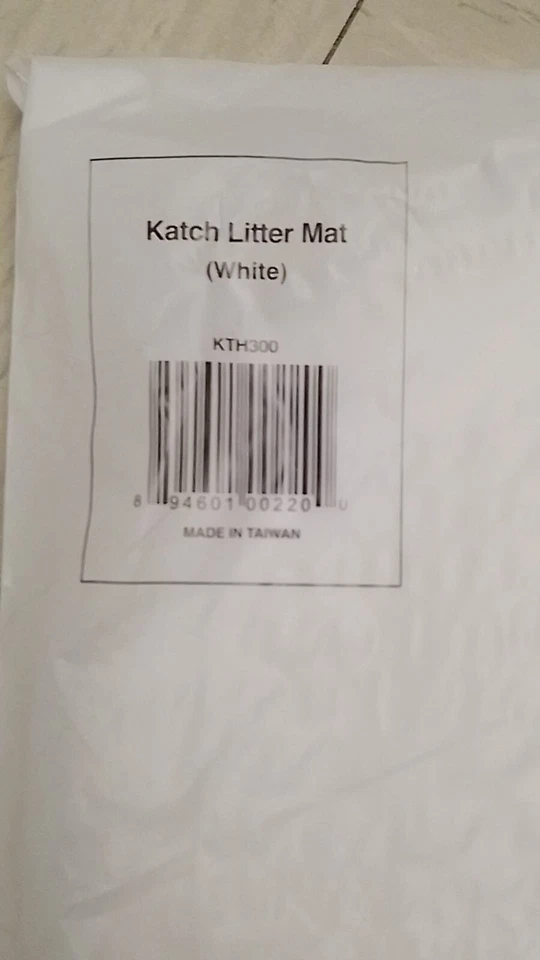 Katch Litter Mat
(White)
KTH300
8 94601 00220 0
MADE IN TAIWAN